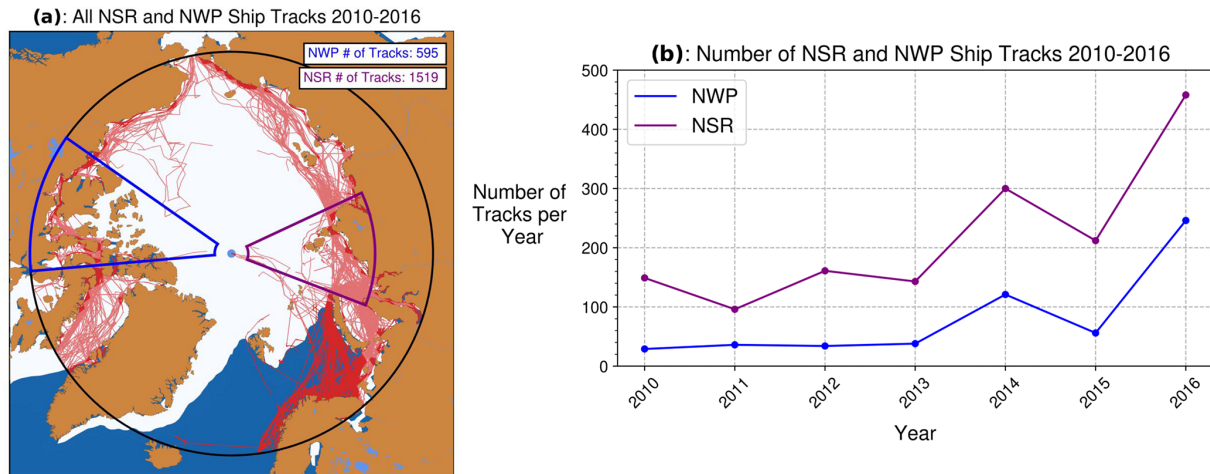 (a): All NSR and NWP Ship Tracks 2010-2016
NWP # of Tracks: 595
NSR # of Tracks: 1519
(b): Number of NSR and NWP Ship Tracks 2010-2016
Number of
Tracks per
Year
500
400
300
200
100
0
NWP
NSR
2010
2011
2012
2013
2014
2015
2016
Year